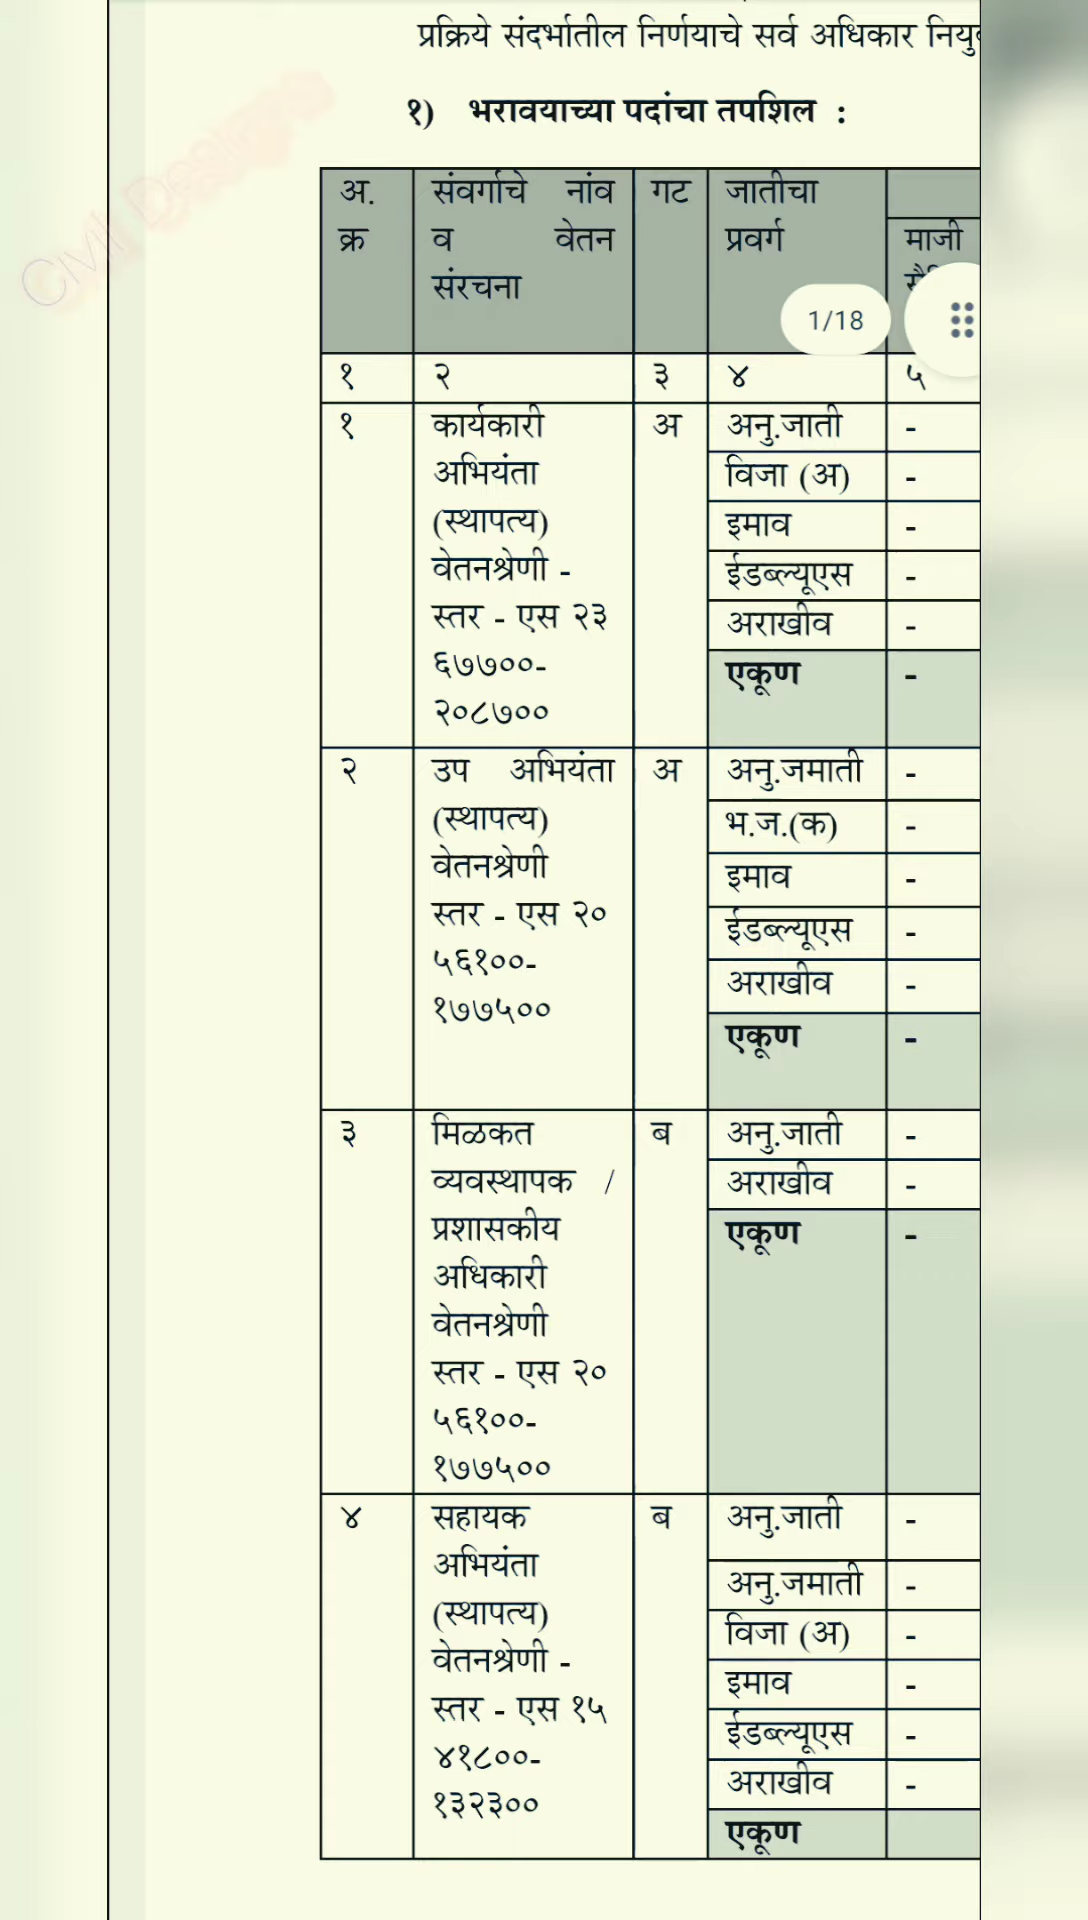 प्रक्रिये संदर्भातील निर्णयाचे सर्व अधिकार
१) भरावयाच्या पदांचा तपशिल :
अ. क्र
संवर्गाचे नांव व वेतन संरचना
गट
जातीचा प्रवर्ग
माजी
1/18
१ २ ३ ४ ५
१
कार्यकारी
अभियंता
(स्थापत्य)
वेतनश्रेणी -
स्तर - एस २३
६७७००-
२०८७००
अ
अनु.जाती -
विजा (अ) -
इमाव -
ईडब्ल्यूएस -
अराखीव -
एकूण -
२
उप अभियंता
(स्थापत्य)
वेतनश्रेणी
स्तर - एस २०
५६१००-
१७७५००
अ
अनु.जमाती -
भ.ज.(क) -
इमाव -
ईडब्ल्यूएस -
अराखीव -
एकूण -
३
मिळकत
व्यवस्थापक /
प्रशासकीय
अधिकारी
वेतनश्रेणी
स्तर - एस २०
५६१००-
१७७५००
ब
अनु.जाती -
अराखीव -
एकूण -
४
सहायक
अभियंता
(स्थापत्य)
वेतनश्रेणी -
स्तर - एस १५
४१८००-
१३२३००
ब
अनु.जाती -
अनु.जमाती -
विजा (अ) -
इमाव -
ईडब्ल्यूएस -
अराखीव -
एकूण
Civil Designs